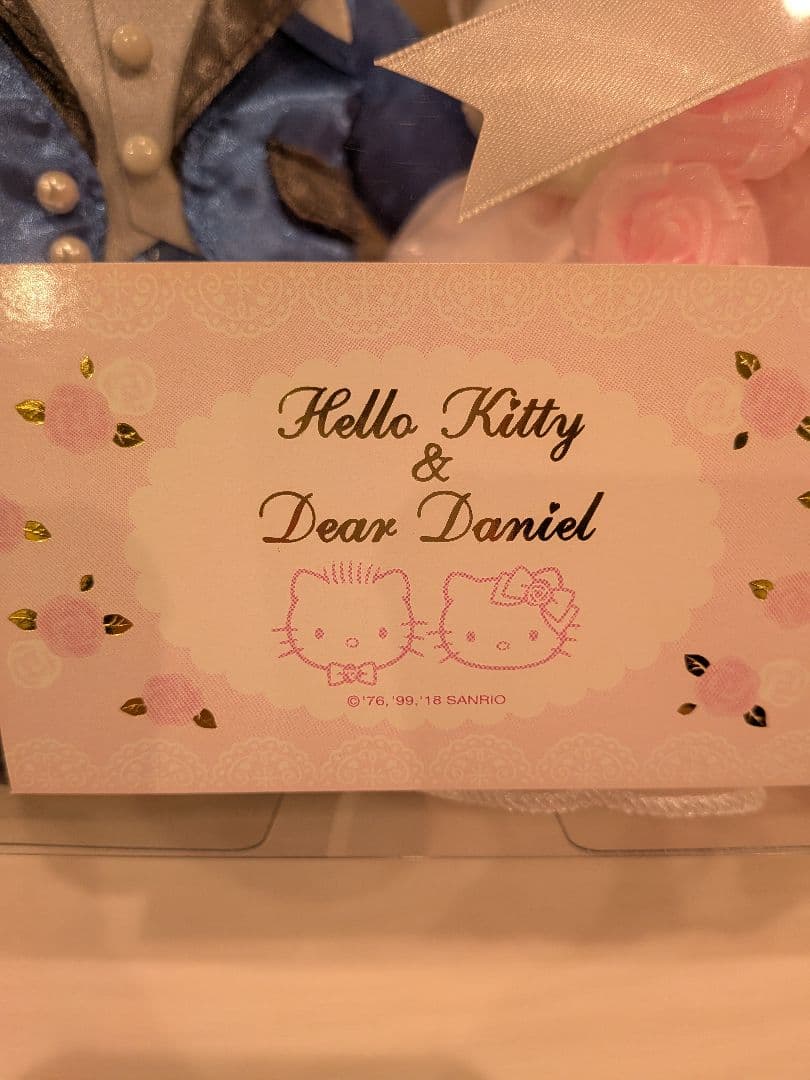 Hello Kitty
&
Dear Daniel
©'76, '99, '18 SANRIO